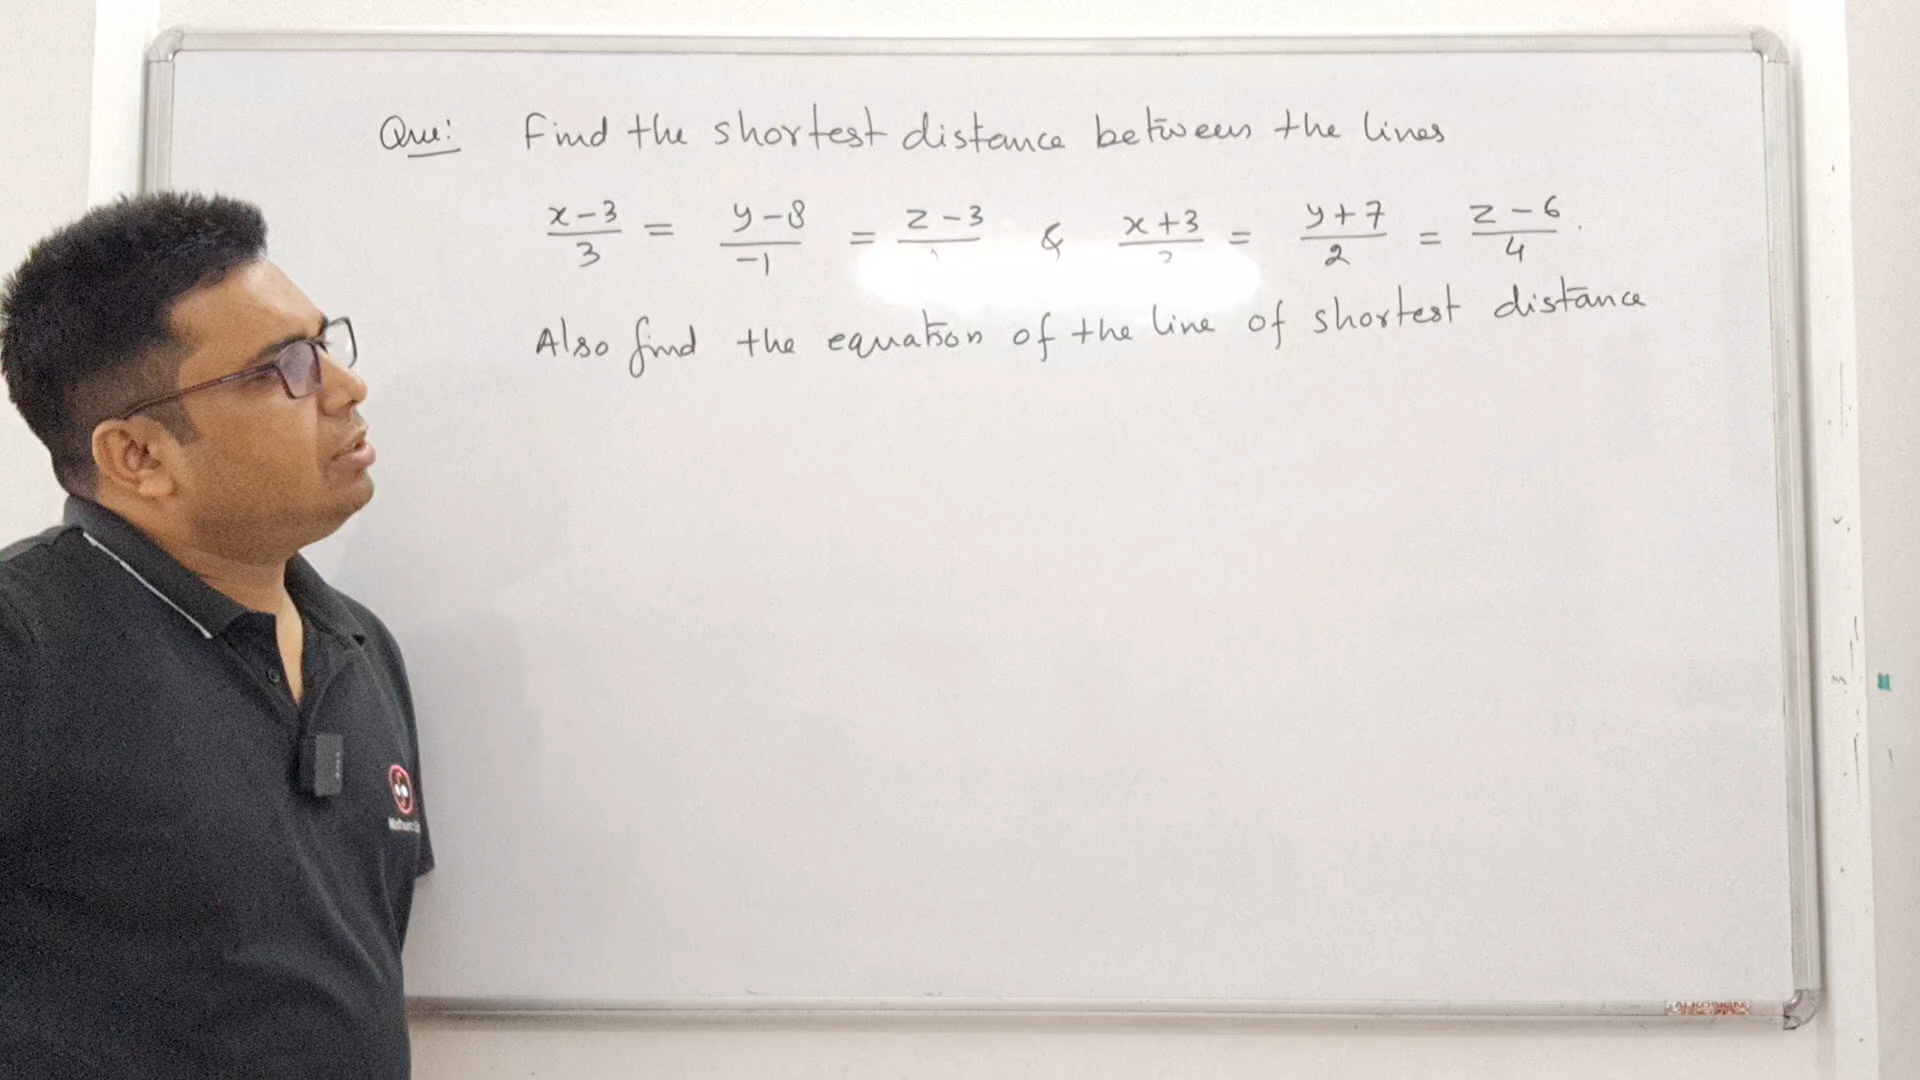 Que: Find the shortest distance between the lines
x-3/3 = y-8/-1 = z-3/ & x+3/ = y+7/2 = z-6/4.
Also find the equation of the line of shortest distance